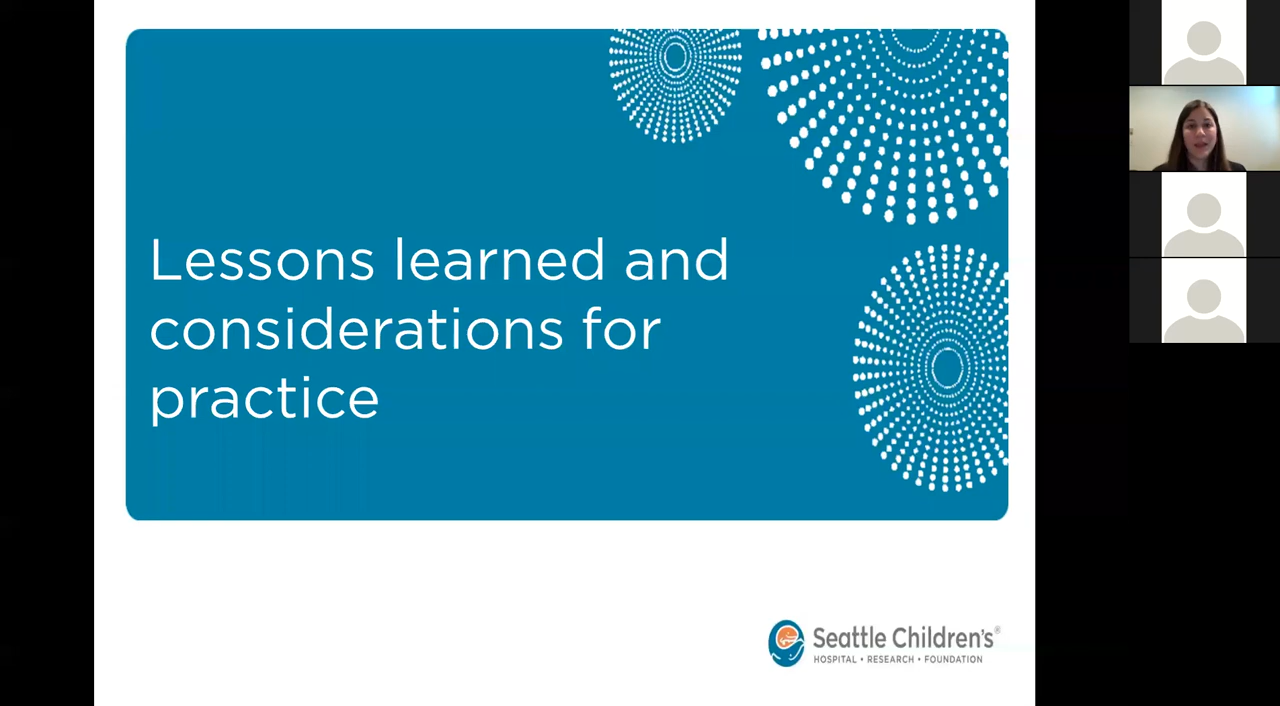 Lessons learned and
considerations for
practice
Seattle Children's®
HOSPITAL • RESEARCH • FOUNDATION